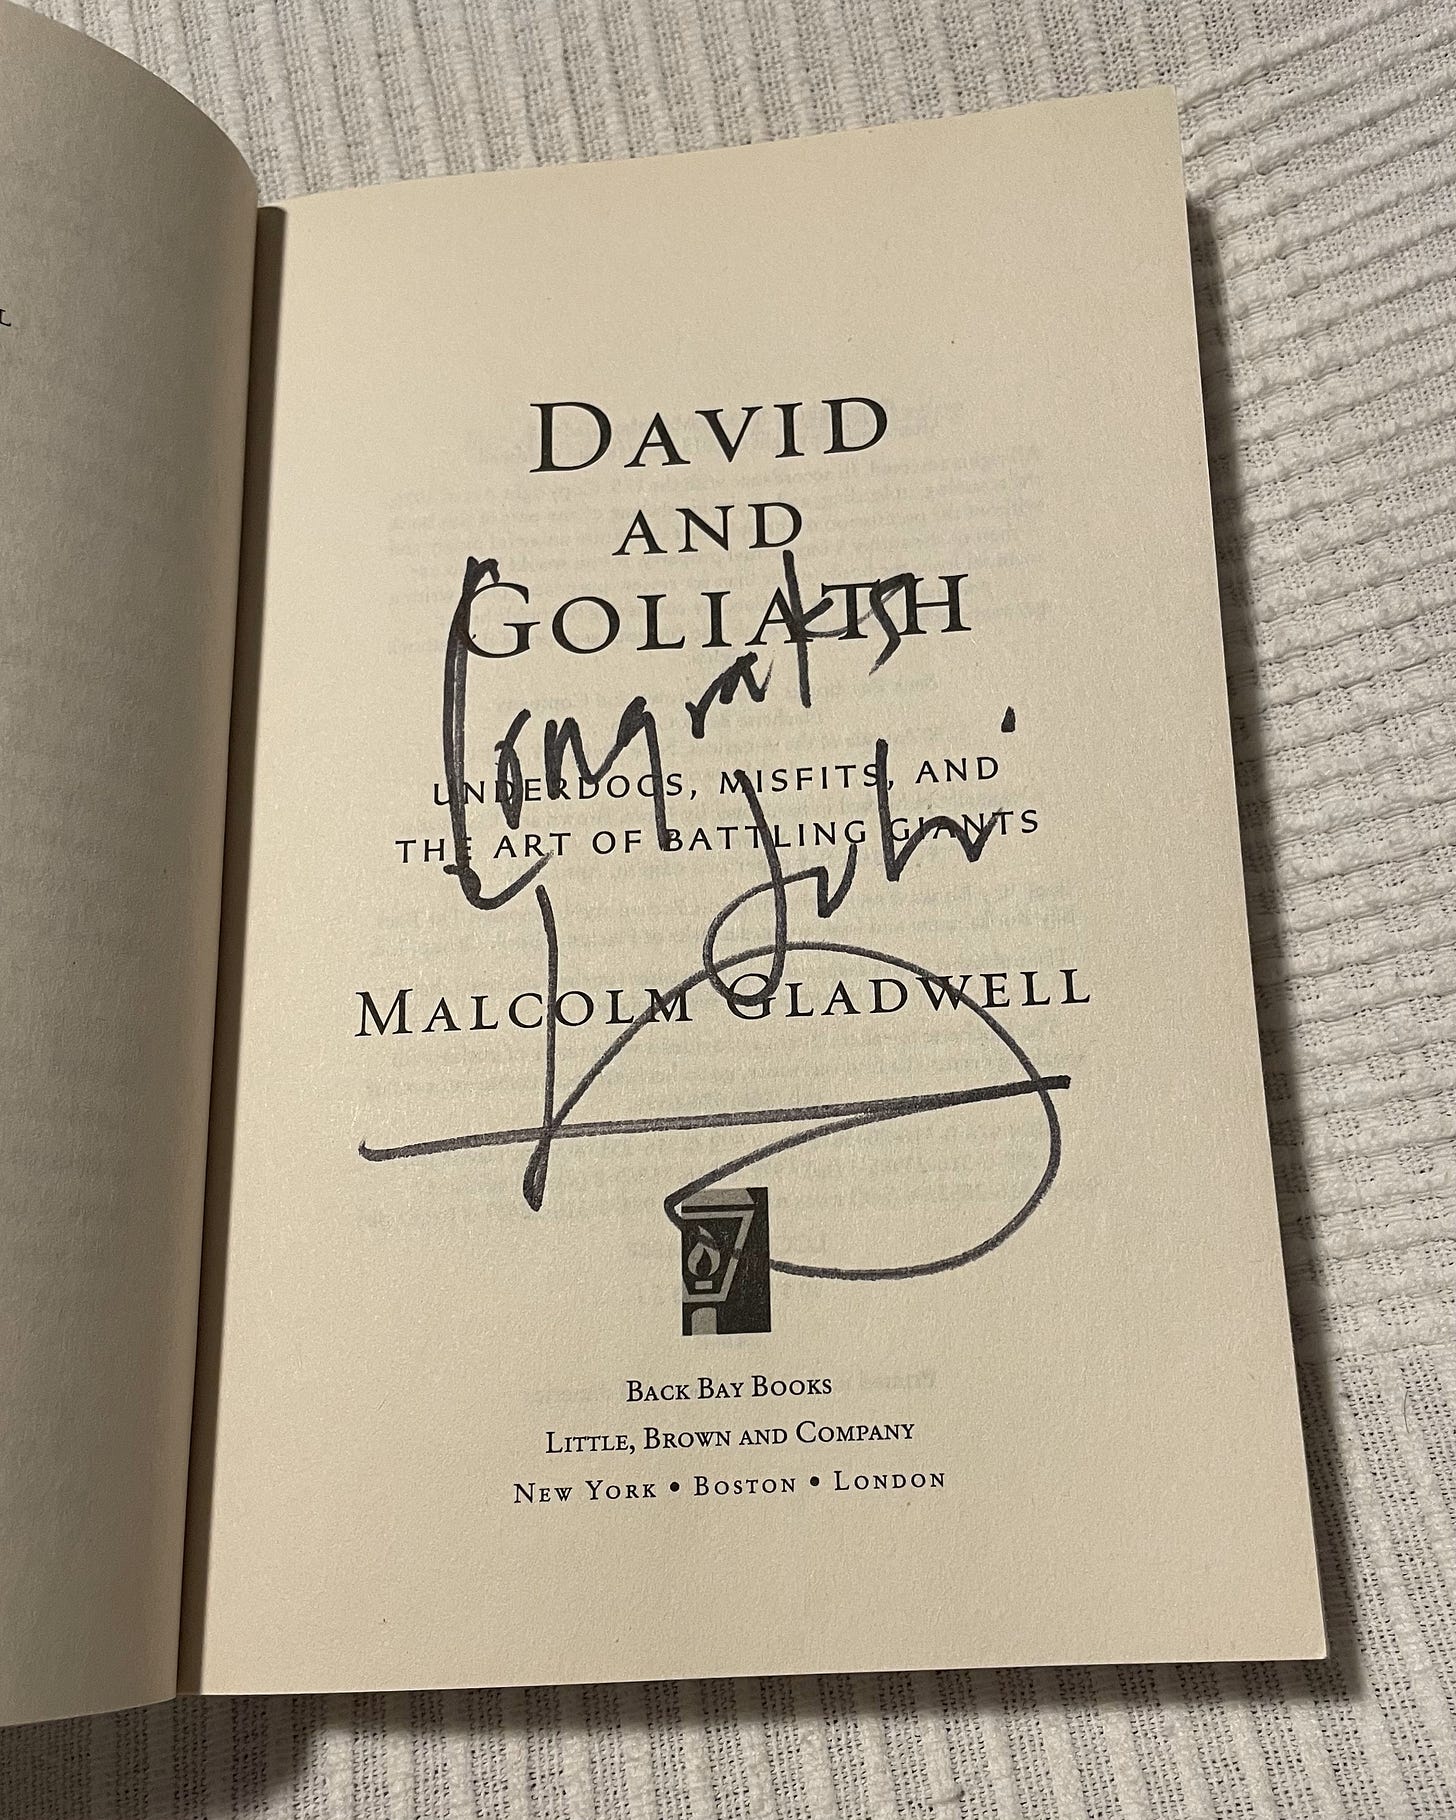 DAVID
AND
GOLIATH
Congrats
UNDERDOGS, MISFITS, AND
THE ART OF BATTLING GIANTS
MALCOLM GLADWELL
BACK BAY BOOKS
LITTLE, BROWN AND COMPANY
NEW YORK • BOSTON • LONDON